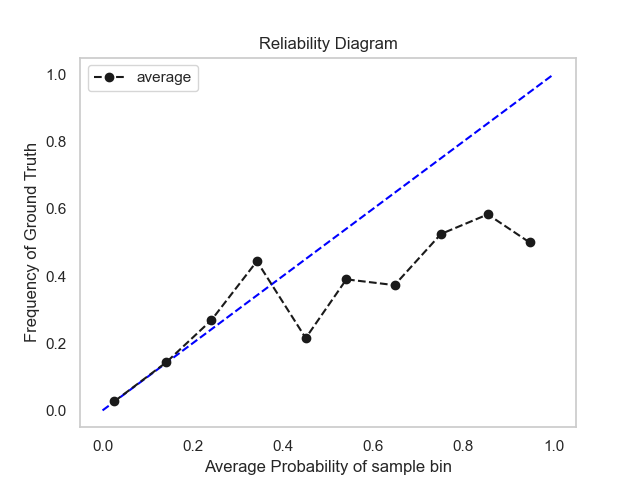 Reliability Diagram
average
Frequency of Ground Truth
1.0
0.8
0.6
0.4
0.2
0.0
0.0 0.2 0.4 0.6 0.8 1.0
Average Probability of sample bin